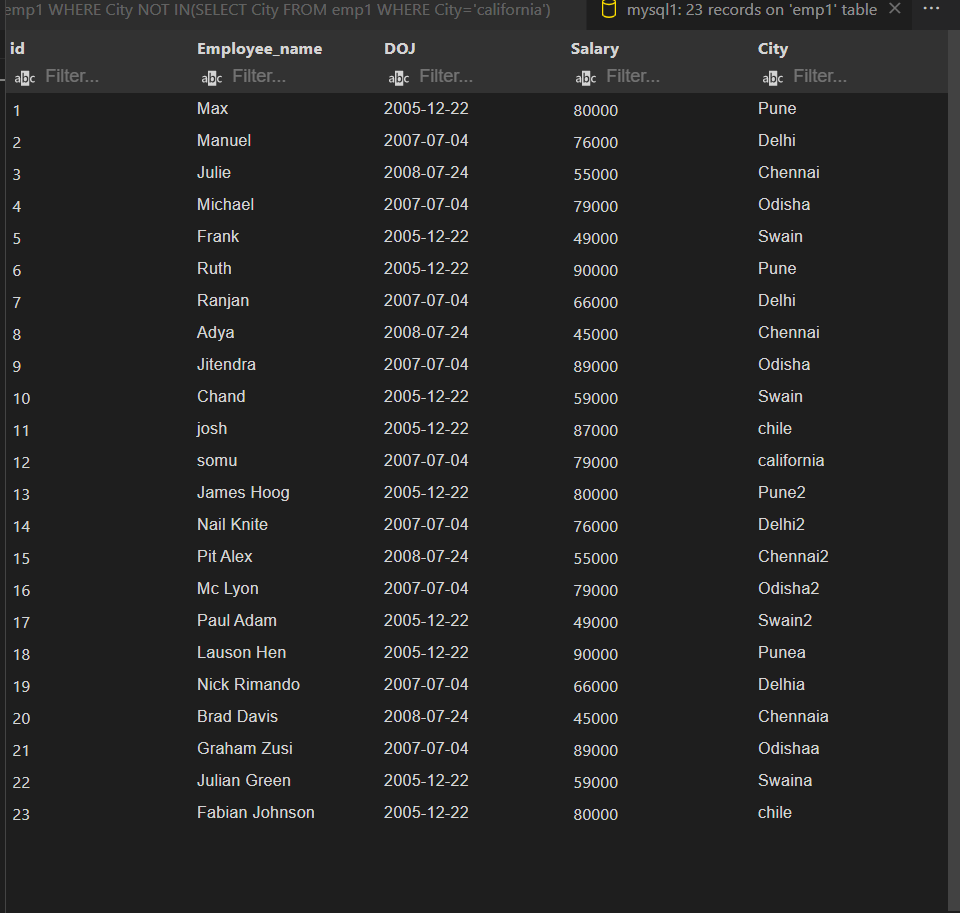 emp1 WHERE City NOT IN(SELECT City FROM emp1 WHERE City='california') mysql1: 23 records on 'emp1' table
id Employee_name DOJ Salary City
abc Filter... abc Filter... abc Filter... abc Filter... abc Filter...
1 Max 2005-12-22 80000 Pune
2 Manuel 2007-07-04 76000 Delhi
3 Julie 2008-07-24 55000 Chennai
4 Michael 2007-07-04 79000 Odisha
5 Frank 2005-12-22 49000 Swain
6 Ruth 2005-12-22 90000 Pune
7 Ranjan 2007-07-04 66000 Delhi
8 Adya 2008-07-24 45000 Chennai
9 Jitendra 2007-07-04 89000 Odisha
10 Chand 2005-12-22 59000 Swain
11 josh 2005-12-22 87000 chile
12 somu 2007-07-04 79000 california
13 James Hoog 2005-12-22 80000 Pune2
14 Nail Knite 2007-07-04 76000 Delhi2
15 Pit Alex 2008-07-24 55000 Chennai2
16 Mc Lyon 2007-07-04 79000 Odisha2
17 Paul Adam 2005-12-22 49000 Swain2
18 Lauson Hen 2005-12-22 90000 Punea
19 Nick Rimando 2007-07-04 66000 Delhia
20 Brad Davis 2008-07-24 45000 Chennaia
21 Graham Zusi 2007-07-04 89000 Odishaa
22 Julian Green 2005-12-22 59000 Swaina
23 Fabian Johnson 2005-12-22 80000 chile